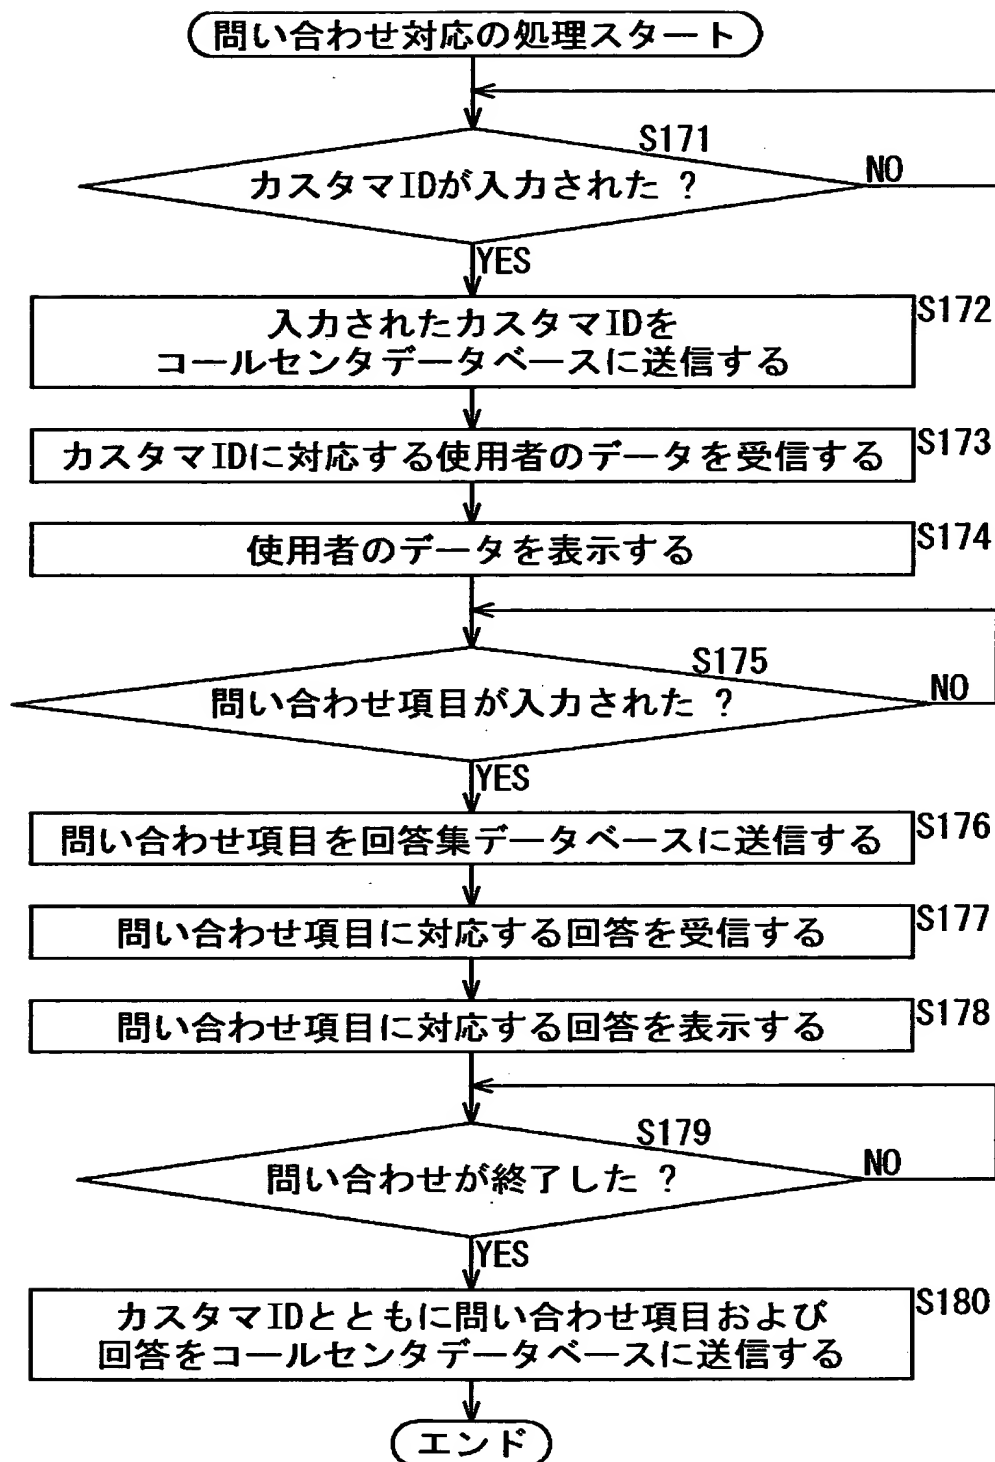 問い合わせ対応の処理スタート
S171
カスタマIDが入力された ?
NO
YES
S172
入力されたカスタマIDを
コールセンタデータベースに送信する
S173
カスタマIDに対応する使用者のデータを受信する
S174
使用者のデータを表示する
S175
問い合わせ項目が入力された ?
NO
YES
S176
問い合わせ項目を回答集データベースに送信する
S177
問い合わせ項目に対応する回答を受信する
S178
問い合わせ項目に対応する回答を表示する
S179
問い合わせが終了した ?
NO
YES
S180
カスタマIDとともに問い合わせ項目および
回答をコールセンタデータベースに送信する
エンド